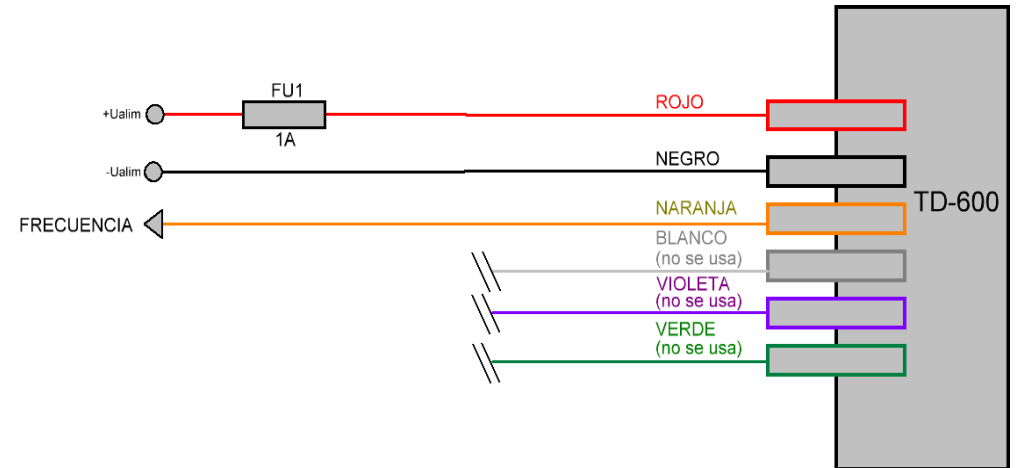 FU1
+Ualim
1A
ROJO
-Ualim
NEGRO
TD-600
FRECUENCIA
NARANJA
BLANCO
(no se usa)
VIOLETA
(no se usa)
VERDE
(no se usa)